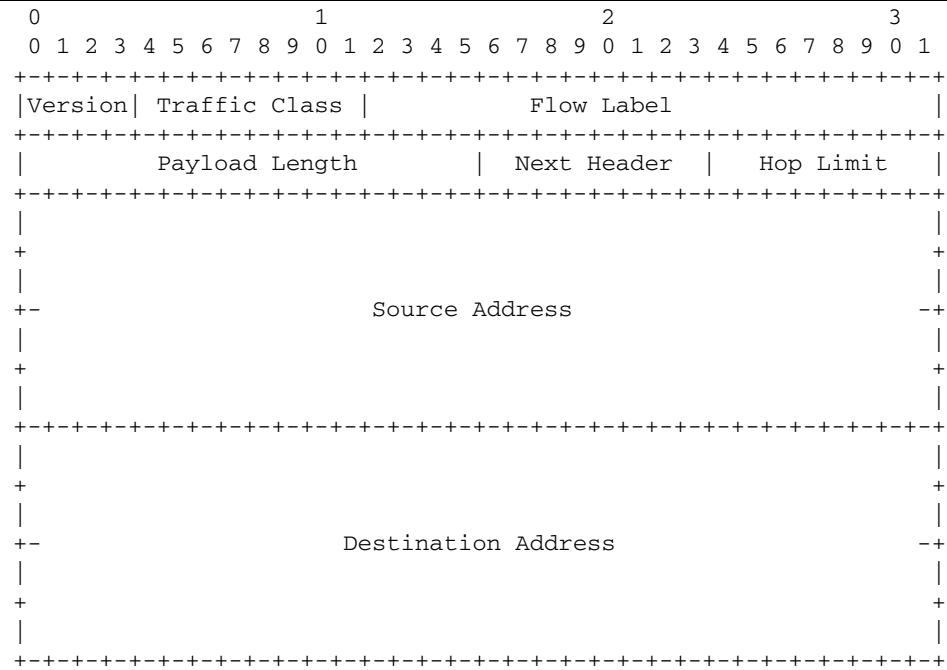 0                   1                   2                   3
 0 1 2 3 4 5 6 7 8 9 0 1 2 3 4 5 6 7 8 9 0 1 2 3 4 5 6 7 8 9 0 1
+-+-+-+-+-+-+-+-+-+-+-+-+-+-+-+-+-+-+-+-+-+-+-+-+-+-+-+-+-+-+-+-+
|Version| Traffic Class |           Flow Label                  |
+-+-+-+-+-+-+-+-+-+-+-+-+-+-+-+-+-+-+-+-+-+-+-+-+-+-+-+-+-+-+-+-+
|         Payload Length        |  Next Header  |   Hop Limit   |
+-+-+-+-+-+-+-+-+-+-+-+-+-+-+-+-+-+-+-+-+-+-+-+-+-+-+-+-+-+-+-+-+
|                                                               |
+                                                               +
|                                                               |
+-                       Source Address                        -+
|                                                               |
+                                                               +
|                                                               |
+-+-+-+-+-+-+-+-+-+-+-+-+-+-+-+-+-+-+-+-+-+-+-+-+-+-+-+-+-+-+-+-+
|                                                               |
+                                                               +
|                                                               |
+-                     Destination Address                     -+
|                                                               |
+                                                               +
|                                                               |
+-+-+-+-+-+-+-+-+-+-+-+-+-+-+-+-+-+-+-+-+-+-+-+-+-+-+-+-+-+-+-+-+